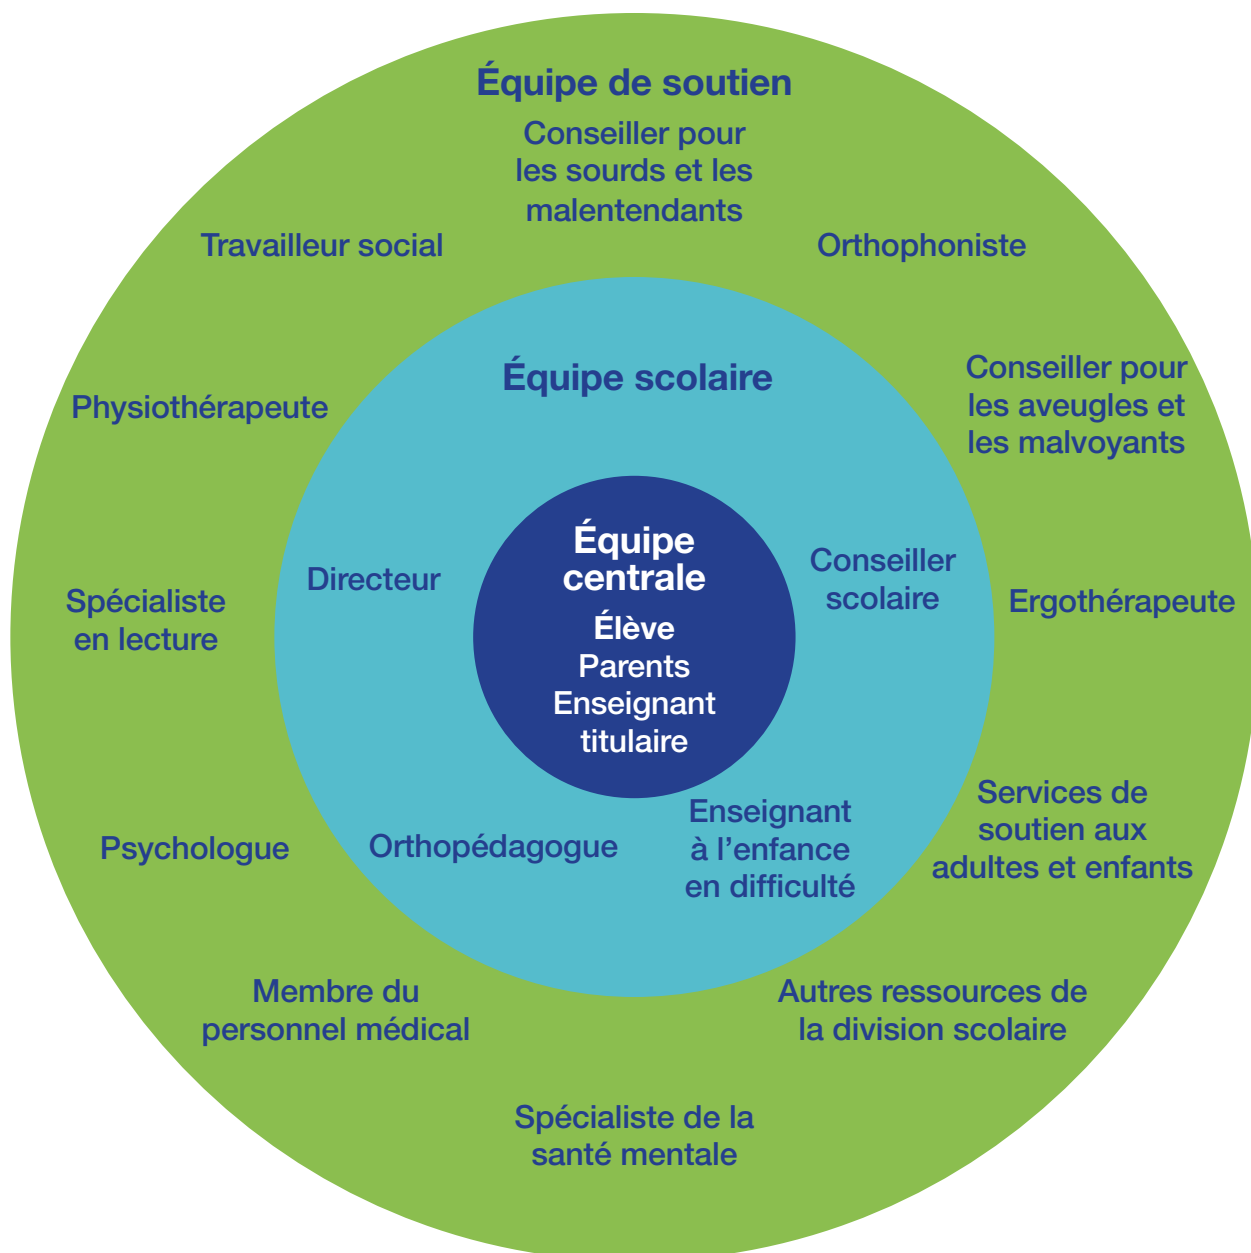 Équipe de soutien
Conseiller pour
les sourds et les
malentendants
Travailleur social
Orthophoniste
Physiothérapeute
Conseiller pour
les aveugles et
les malvoyants
Spécialiste
en lecture
Ergothérapeute
Psychologue
Services de
soutien aux
adultes et enfants
Membre du
personnel médical
Autres ressources de
la division scolaire
Spécialiste de la
santé mentale
Équipe scolaire
Directeur
Conseiller
scolaire
Orthopédagogue
Enseignant
à l’enfance
en difficulté
Équipe
centrale
Élève
Parents
Enseignant
titulaire